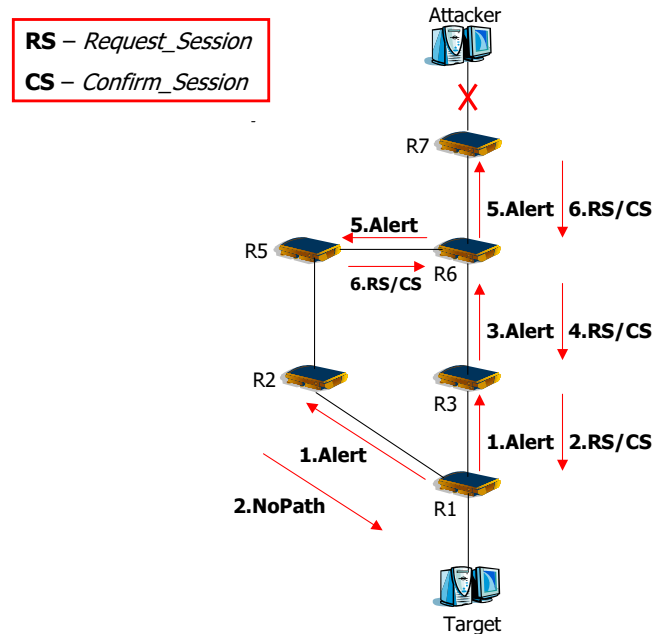 Attacker
RS – Request_Session
CS – Confirm_Session
-
R7
5.Alert 6.RS/CS
5.Alert
R5
R6
6.RS/CS
3.Alert 4.RS/CS
R2
R3
1.Alert 2.RS/CS
1.Alert
2.NoPath
R1
Target